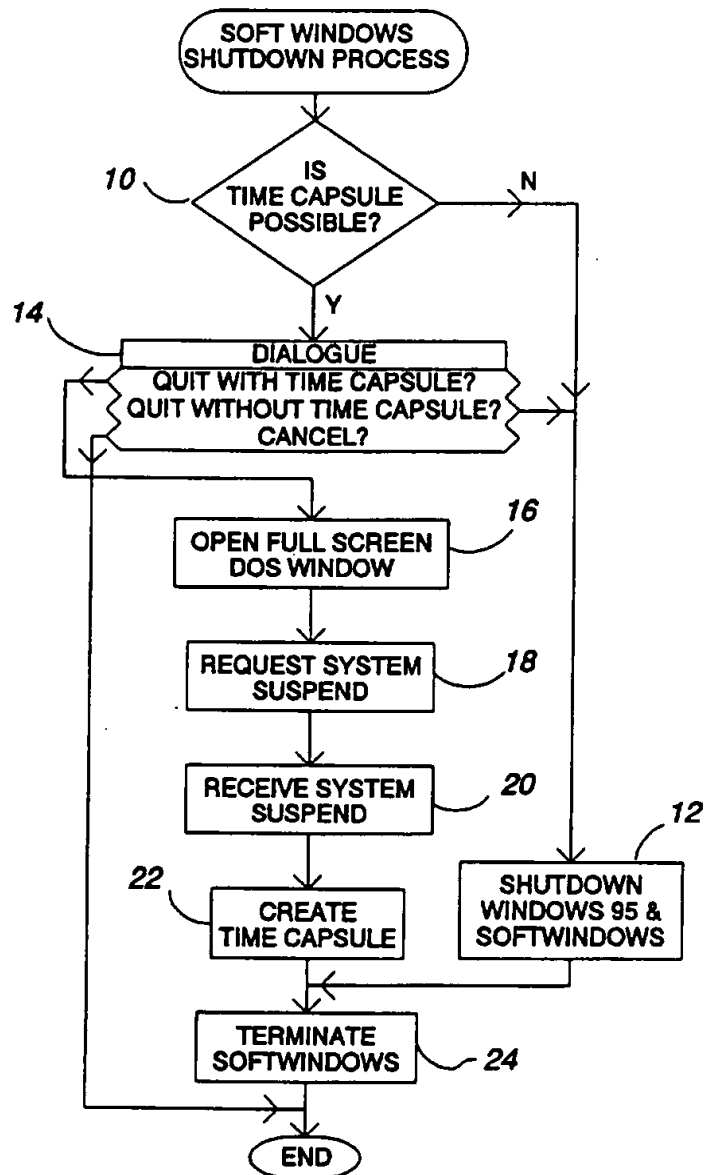 SOFT WINDOWS
SHUTDOWN PROCESS
10
IS
TIME CAPSULE
POSSIBLE?
N
Y
14
DIALOGUE
QUIT WITH TIME CAPSULE?
QUIT WITHOUT TIME CAPSULE?
CANCEL?
16
OPEN FULL SCREEN
DOS WINDOW
18
REQUEST SYSTEM
SUSPEND
20
RECEIVE SYSTEM
SUSPEND
12
SHUTDOWN
WINDOWS 95 &
SOFTWINDOWS
22
CREATE
TIME CAPSULE
TERMINATE
SOFTWINDOWS
24
END